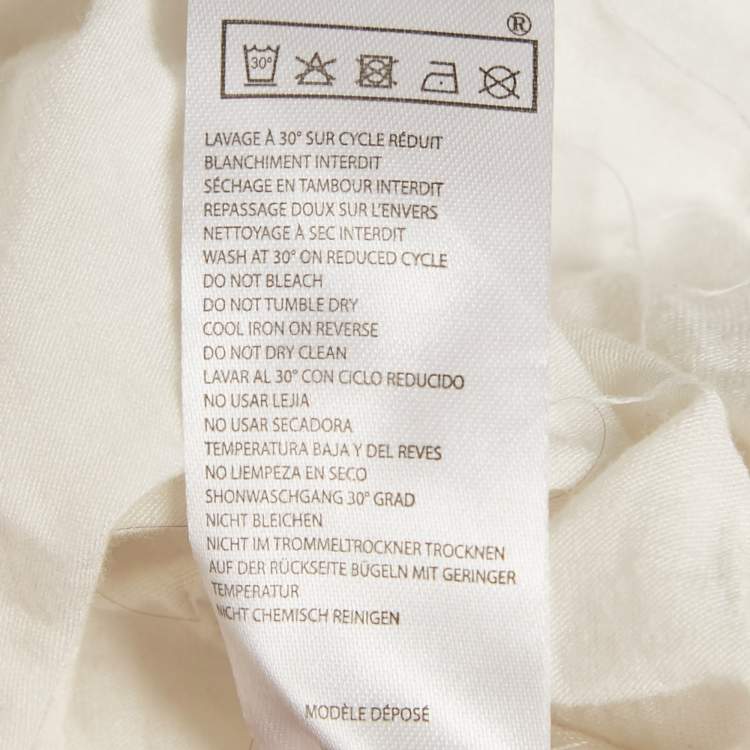 ®
30°
LAVAGE À 30° SUR CYCLE RÉDUIT
BLANCHIMENT INTERDIT
SÉCHAGE EN TAMBOUR INTERDIT
REPASSAGE DOUX SUR L'ENVERS
NETTOYAGE À SEC INTERDIT
WASH AT 30° ON REDUCED CYCLE
DO NOT BLEACH
DO NOT TUMBLE DRY
COOL IRON ON REVERSE
DO NOT DRY CLEAN
LAVAR AL 30° CON CICLO REDUCIDO
NO USAR LEJIA
NO USAR SECADORA
TEMPERATURA BAJA Y DEL REVES
NO LIEMPEZA EN SECO
SHONWASCHGANG 30° GRAD
NICHT BLEICHEN
NICHT IM TROMMELTROCKNER TROCKNEN
AUF DER RÜCKSEITE BÜGELN MIT GERINGER
TEMPERATUR
NICHT CHEMISCH REINIGEN
MODÈLE DÉPOSÉ